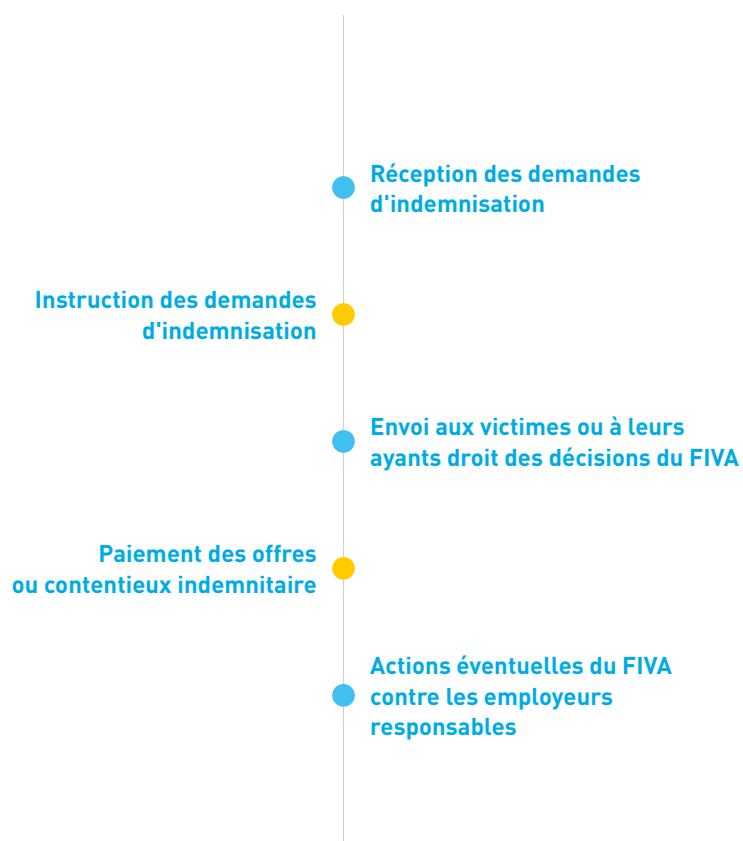 Réception des demandes
d'indemnisation
Instruction des demandes
d'indemnisation
Envoi aux victimes ou à leurs
ayants droit des décisions du FIVA
Paiement des offres
ou contentieux indemnitaire
Actions éventuelles du FIVA
contre les employeurs
responsables